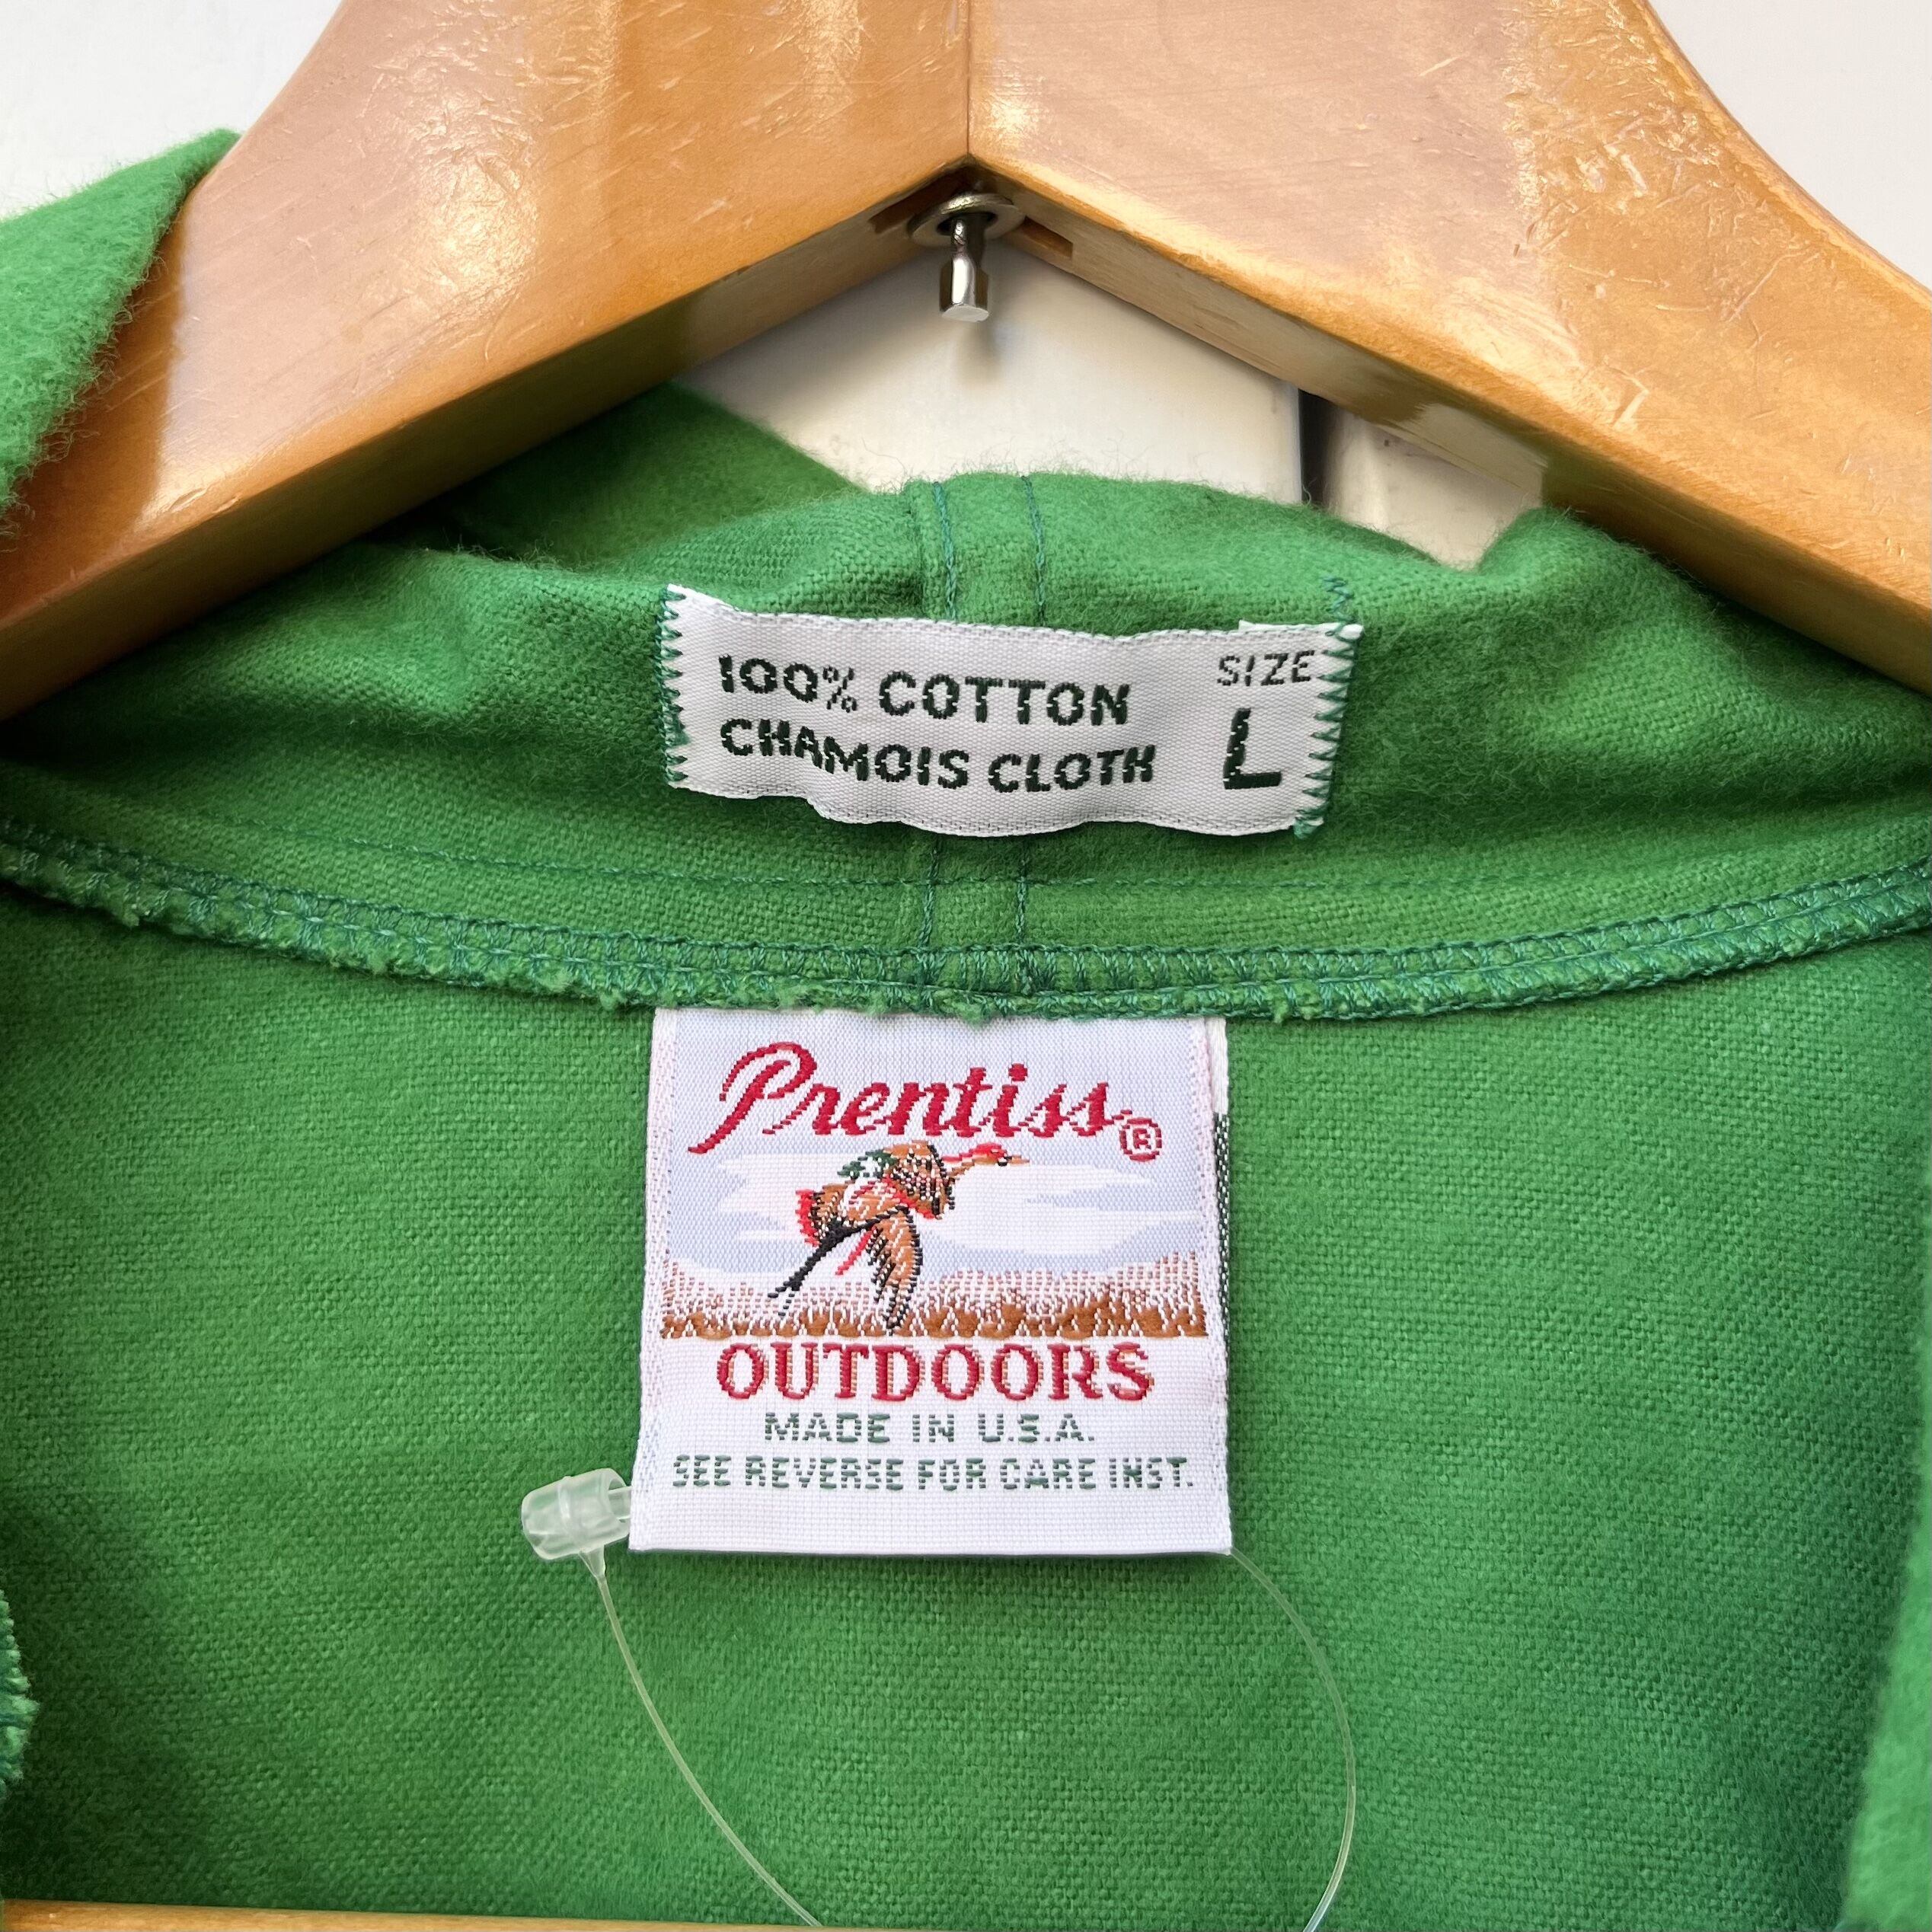 100% COTTON
CHAMOIS CLOTH
SIZE
L
Prentiss®
OUTDOORS
MADE IN U.S.A.
SEE REVERSE FOR CARE INST.